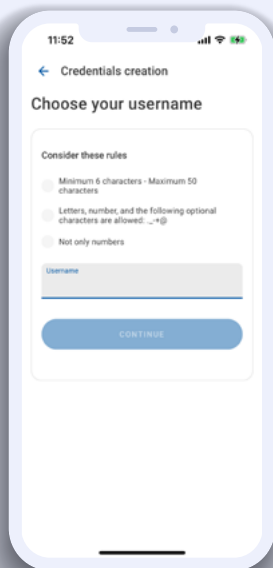 11:52
Credentials creation
Choose your username
Consider these rules
Minimum 6 characters - Maximum 50
characters
Letters, number, and the following optional
characters are allowed: ._-+@
Not only numbers
Username
CONTINUE